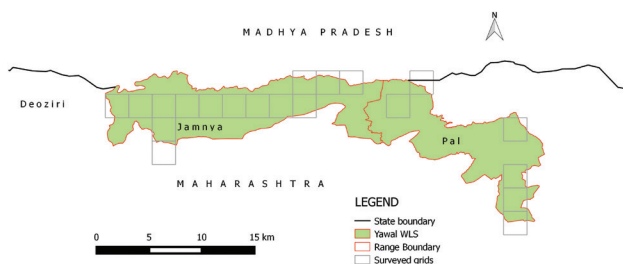 N
MADHYA PRADESH
Deoziri
Jamnya
Pal
MAHARASHTRA
LEGEND
State boundary
Yawal WLS
Range Boundary
Surveyed grids
0 5 10 15 km